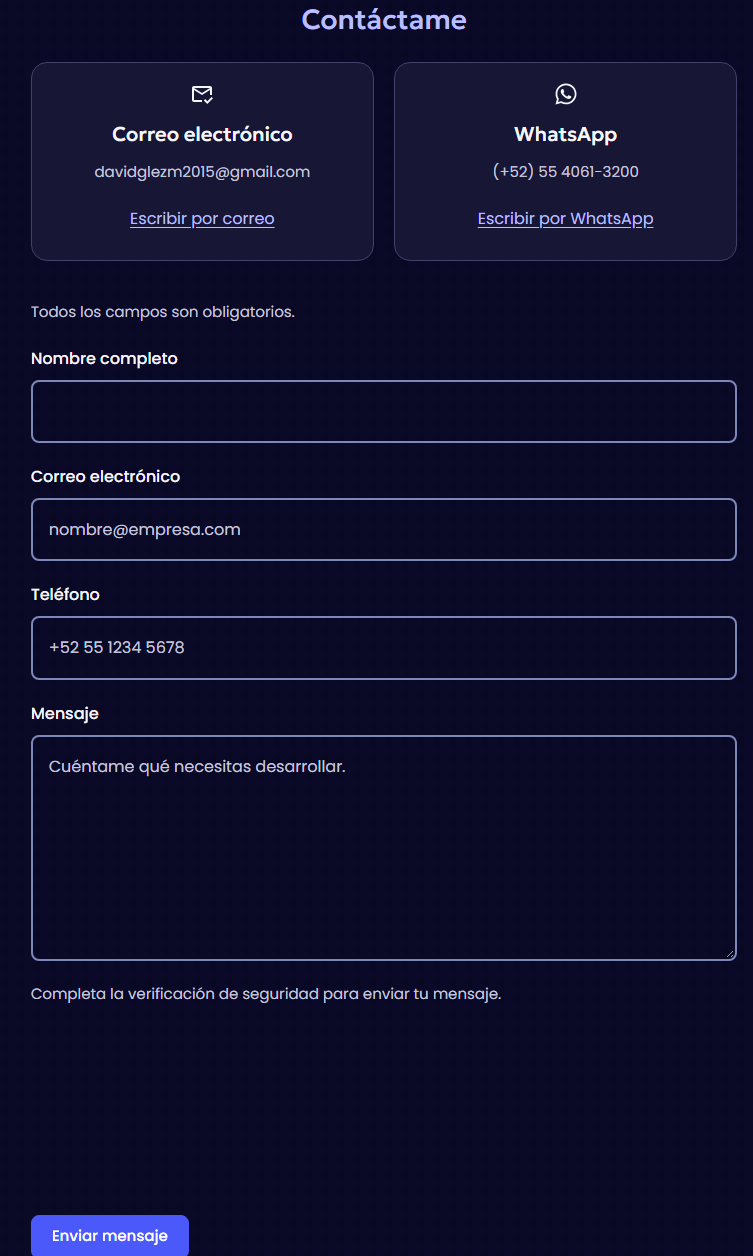 Contáctame
Correo electrónico
davidglezm2015@gmail.com
Escribir por correo
WhatsApp
(+52) 55 4061-3200
Escribir por WhatsApp
Todos los campos son obligatorios.
Nombre completo
Correo electrónico
nombre@empresa.com
Teléfono
+52 55 1234 5678
Mensaje
Cuéntame qué necesitas desarrollar.
Completa la verificación de seguridad para enviar tu mensaje.
Enviar mensaje